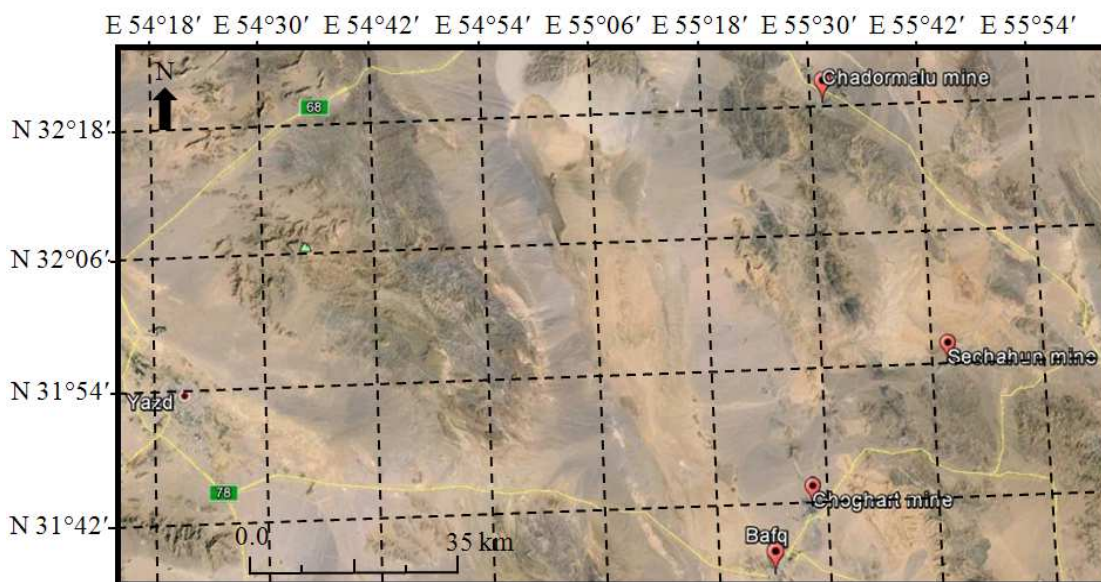 E 54°18′ E 54°30′ E 54°42′ E 54°54′ E 55°06′ E 55°18′ E 55°30′ E 55°42′ E 55°54′
N
Chadormalu mine
68
N 32°18′
N 32°06′
Sechahun mine
N 31°54′
Yazd
78
Choghart mine
N 31°42′
0.0 35 km
Bafq